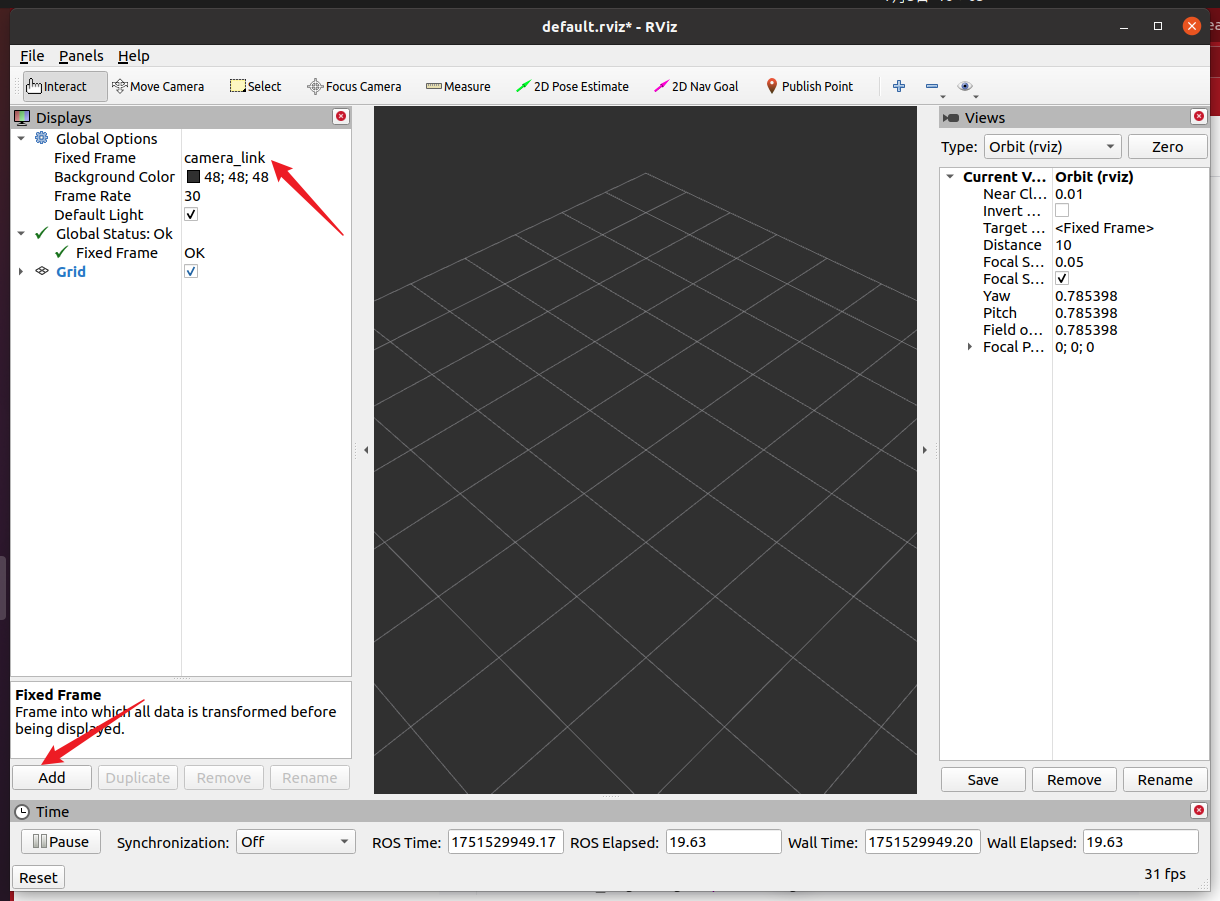 default.rviz* - RViz
File Panels Help
Interact Move Camera Select Focus Camera Measure 2D Pose Estimate 2D Nav Goal Publish Point
Displays
Global Options
Fixed Frame camera_link
Background Color 48; 48; 48
Frame Rate 30
Default Light
Global Status: Ok
Fixed Frame OK
Grid
Fixed Frame
Frame into which all data is transformed before
being displayed.
Add Duplicate Remove Rename
Views
Type: Orbit (rviz) Zero
Current V... Orbit (rviz)
Near Cl... 0.01
Invert ...
Target ... <Fixed Frame>
Distance 10
Focal S... 0.05
Focal S...
Yaw 0.785398
Pitch 0.785398
Field o... 0.785398
Focal P... 0; 0; 0
Save Remove Rename
Time
Pause Synchronization: Off ROS Time: 1751529949.17 ROS Elapsed: 19.63 Wall Time: 1751529949.20 Wall Elapsed: 19.63
Reset 31 fps